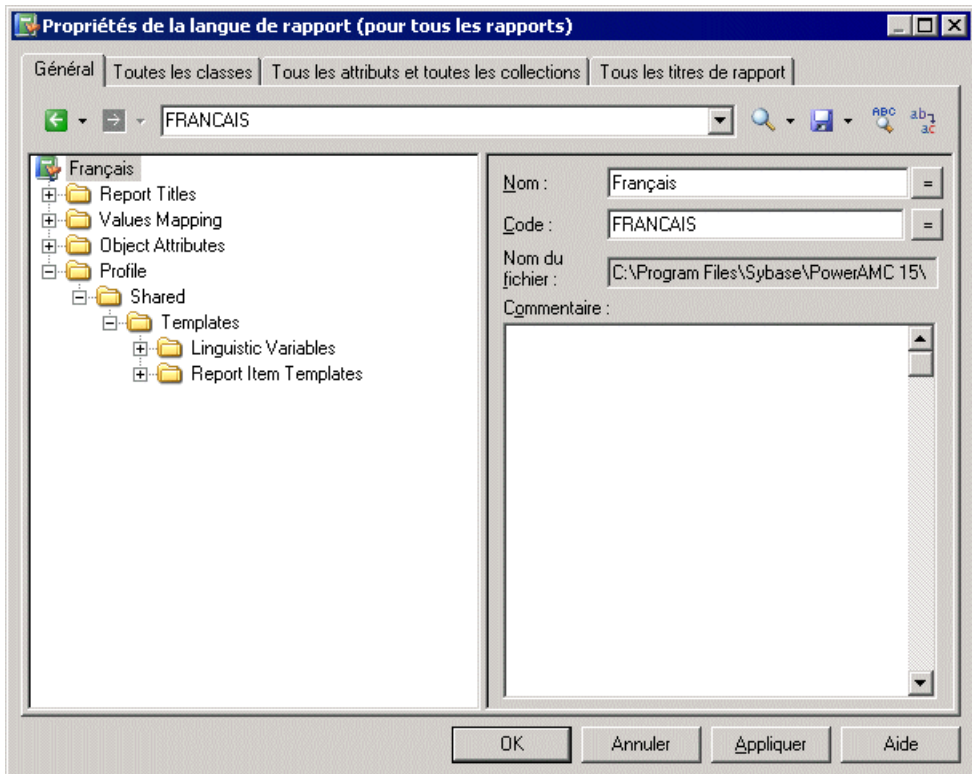 Propriétés de la langue de rapport (pour tous les rapports)
Général Toutes les classes Tous les attributs et toutes les collections Tous les titres de rapport
FRANCAIS
ABC
ab
ac
Français
Report Titles
Values Mapping
Object Attributes
Profile
Shared
Templates
Linguistic Variables
Report Item Templates
Nom : Français =
Code : FRANCAIS =
Nom du
fichier : C:\Program Files\Sybase\PowerAMC 15\
Commentaire :
OK Annuler Appliquer Aide